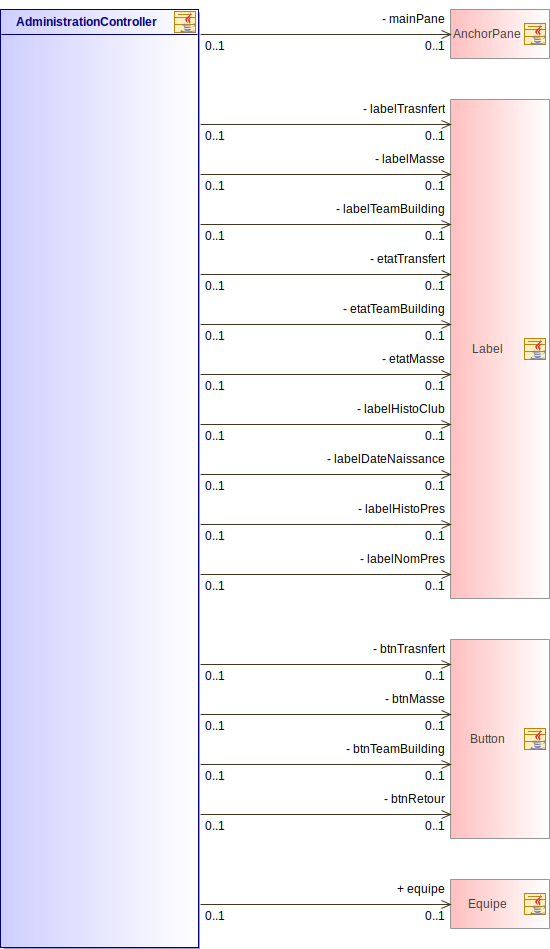 AdministrationController
- mainPane
0..1 0..1
AnchorPane
- labelTrasnfert
0..1 0..1
- labelMasse
0..1 0..1
- labelTeamBuilding
0..1 0..1
- etatTransfert
0..1 0..1
- etatTeamBuilding
0..1 0..1
- etatMasse
0..1 0..1
- labelHistoClub
0..1 0..1
- labelDateNaissance
0..1 0..1
- labelHistoPres
0..1 0..1
- labelNomPres
0..1 0..1
Label
- btnTrasnfert
0..1 0..1
- btnMasse
0..1 0..1
- btnTeamBuilding
0..1 0..1
- btnRetour
0..1 0..1
Button
+ equipe
0..1 0..1
Equipe